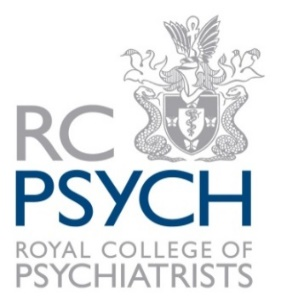 RC
PSYCH
ROYAL COLLEGE OF
PSYCHIATRISTS